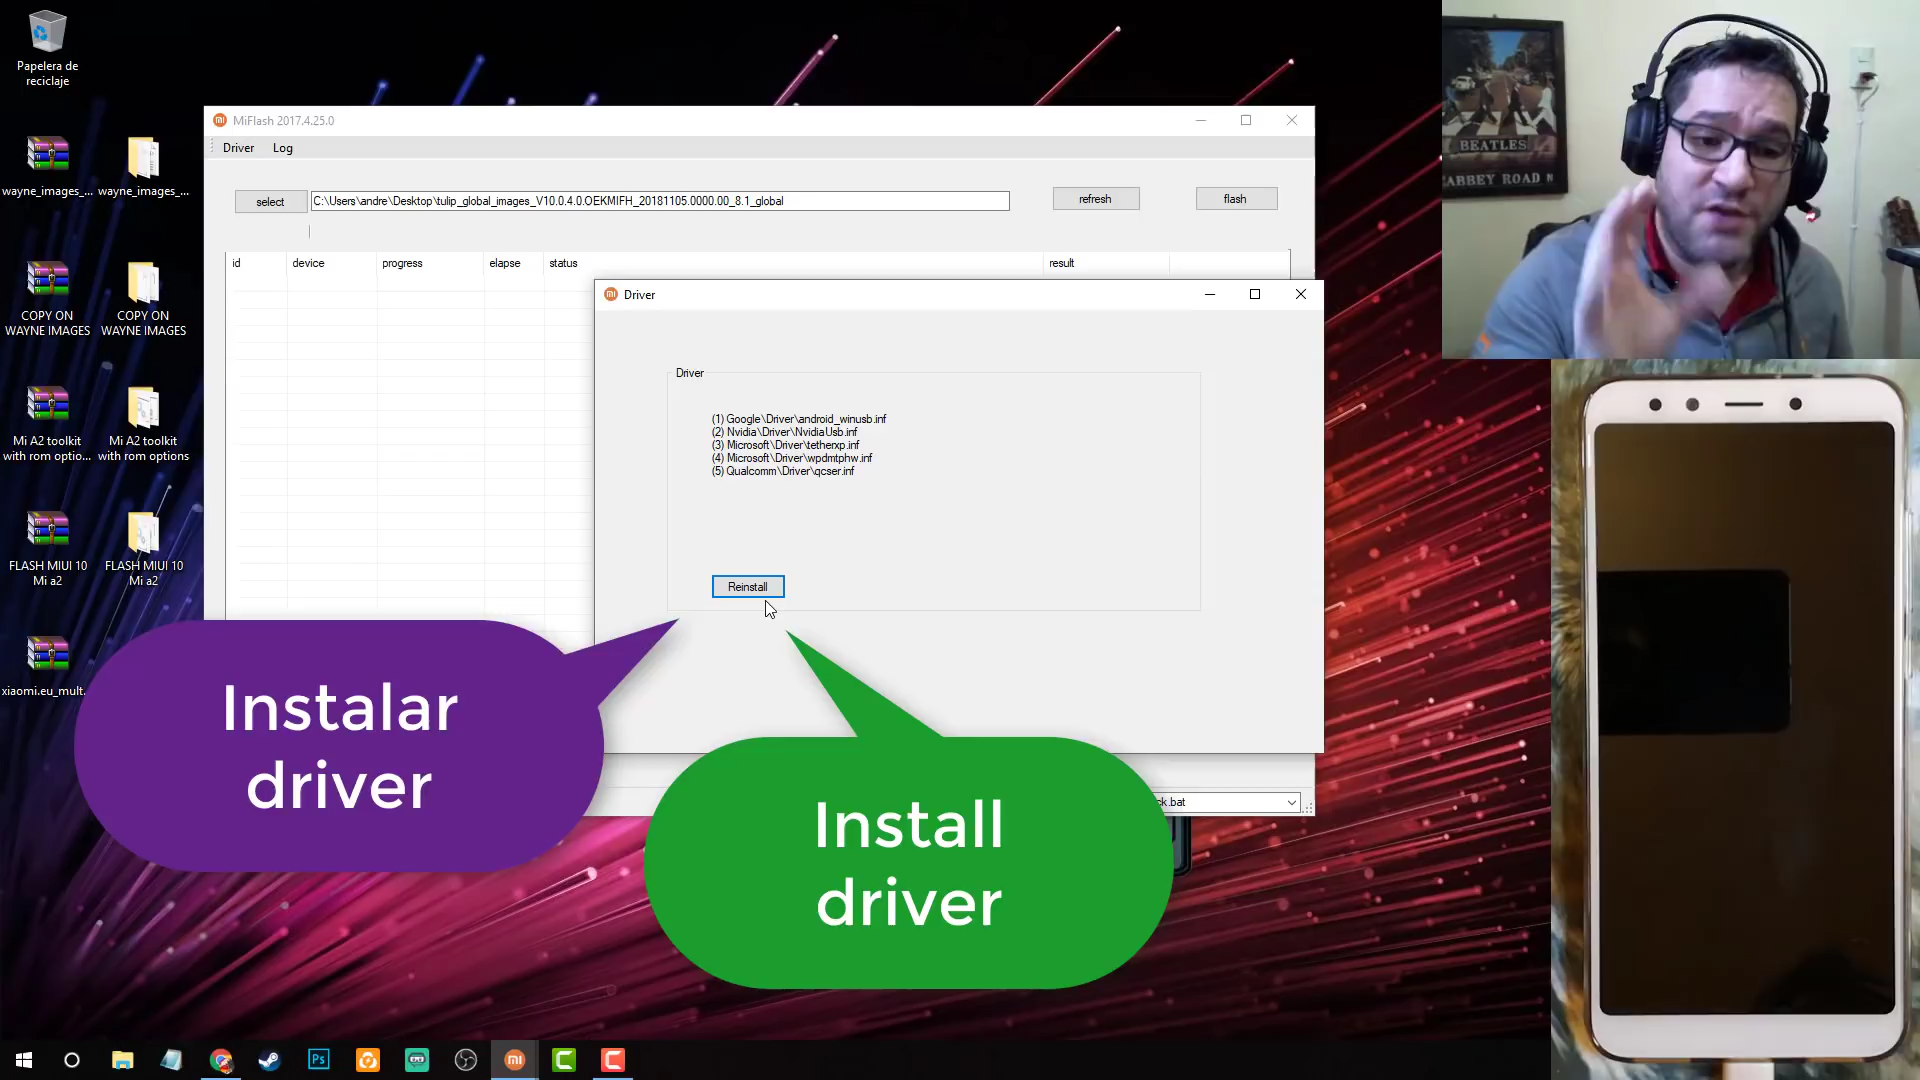 Papelera de
reciclaje
wayne_images_...
wayne_images_...
COPY ON
WAYNE IMAGES
COPY ON
WAYNE IMAGES
Mi A2 toolkit
with rom optio...
Mi A2 toolkit
with rom options
FLASH MIUI 10
Mi a2
FLASH MIUI 10
Mi a2
xiaomi.eu_mult.
MiFlash 2017.4.25.0
Driver
Log
select
C:\Users\andre\Desktop\tulip_global_images_V10.0.4.0.OEKMIFH_20181105.0000.00_8.1_global
refresh
flash
id
device
progress
elapse
status
result
Driver
Driver
(1) Google\Driver\android_winusb.inf
(2) Nvidia\Driver\NvidiaUsb.inf
(3) Microsoft\Driver\tetherxp.inf
(4) Microsoft\Driver\wpdmtphw.inf
(5) Qualcomm\Driver\qcser.inf
Reinstall
ck.bat
Instalar
driver
Install
driver
BEATLES
ABBEY ROAD
Ps